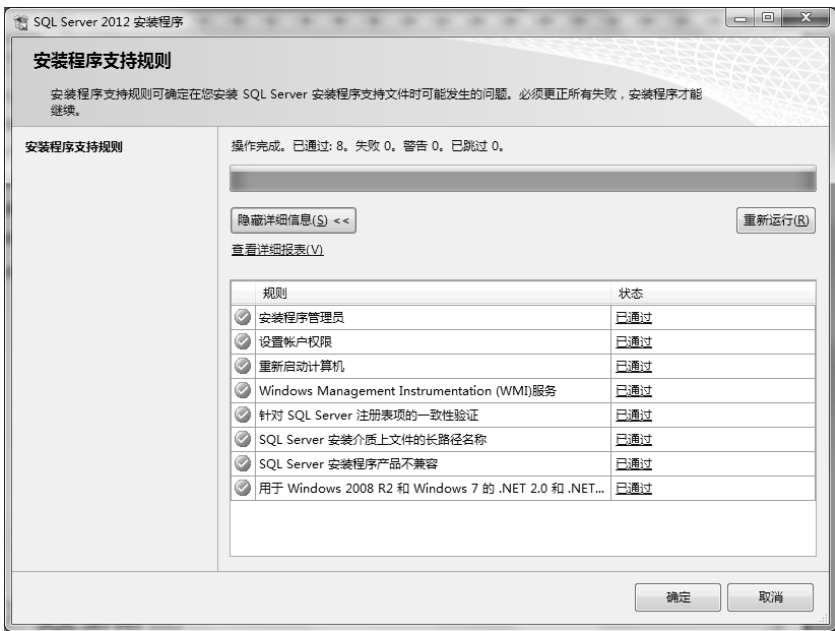 SQL Server 2012 安装程序
安装程序支持规则
安装程序支持规则可确定在您安装 SQL Server 安装程序支持文件时可能发生的问题。必须更正所有失败，安装程序才能
继续。
安装程序支持规则
操作完成。已通过: 8。失败 0。警告 0。已跳过 0。
隐藏详细信息(S) <<
重新运行(R)
查看详细报表(V)
规则 状态
安装程序管理员 已通过
设置帐户权限 已通过
重新启动计算机 已通过
Windows Management Instrumentation (WMI)服务 已通过
针对 SQL Server 注册表项的一致性验证 已通过
SQL Server 安装介质上文件的长路径名称 已通过
SQL Server 安装程序产品不兼容 已通过
用于 Windows 2008 R2 和 Windows 7 的 .NET 2.0 和 .NET... 已通过
确定 取消